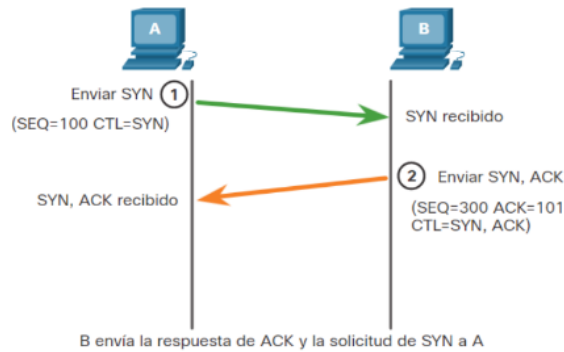 A
B
Enviar SYN 1
(SEQ=100 CTL=SYN)
SYN recibido
2 Enviar SYN, ACK
SYN, ACK recibido
(SEQ=300 ACK=101
CTL=SYN, ACK)
B envía la respuesta de ACK y la solicitud de SYN a A